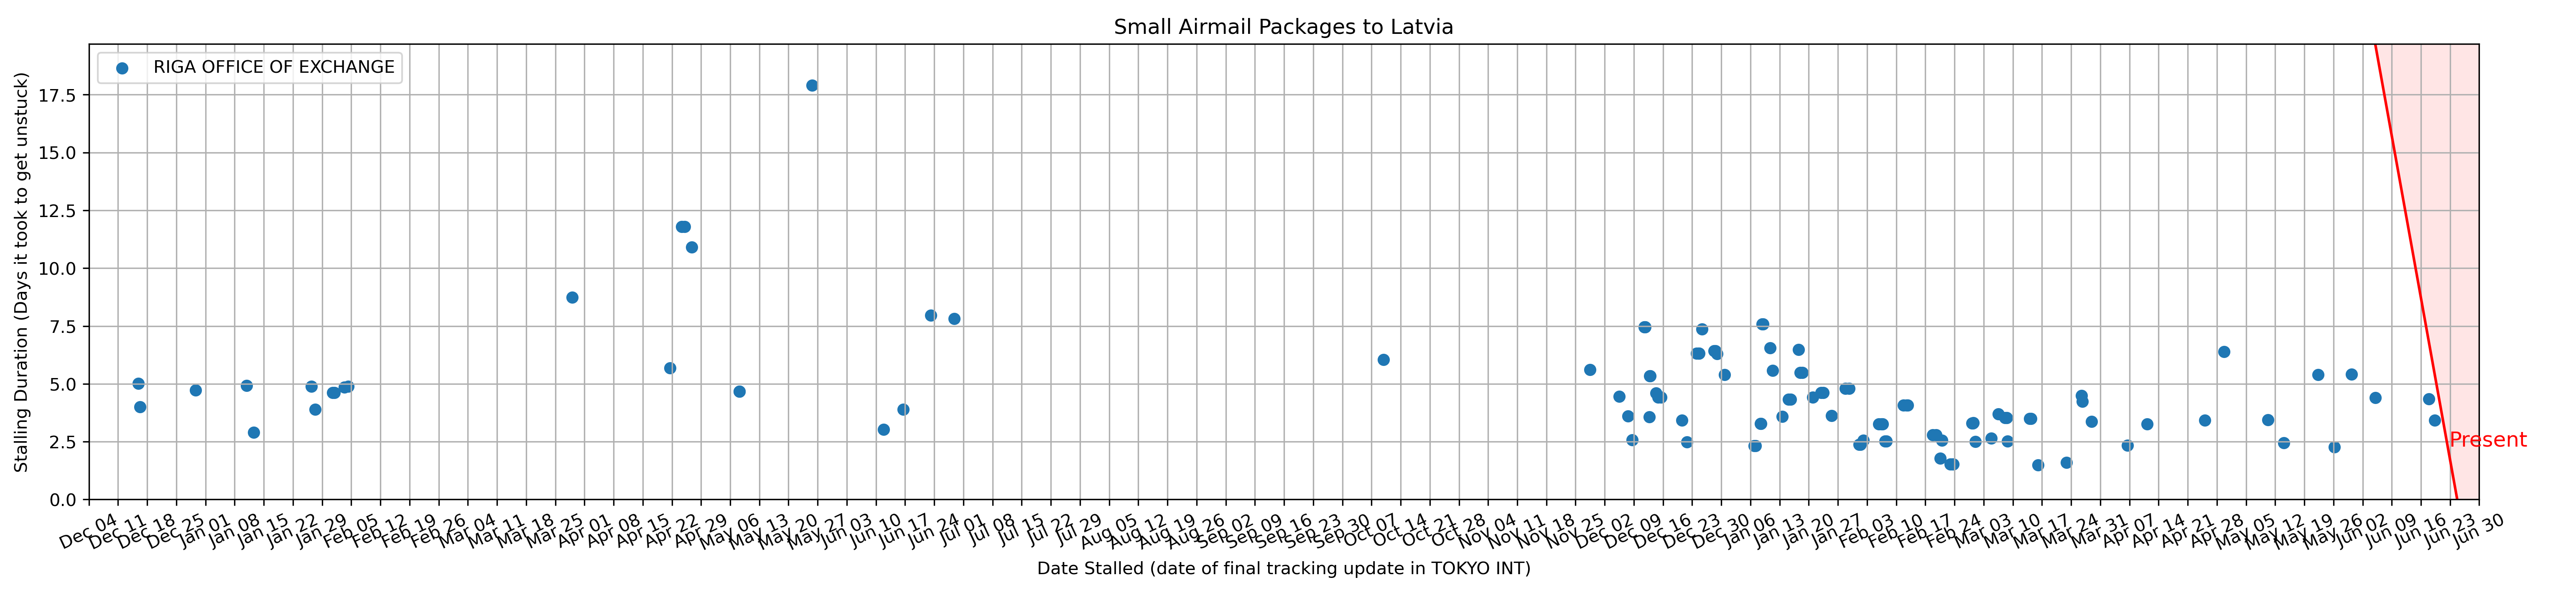 Small Airmail Packages to Latvia
RIGA OFFICE OF EXCHANGE
Stalling Duration (Days it took to get unstuck)
17.5
15.0
12.5
10.0
7.5
5.0
2.5
0.0
Present
Dec 04 Dec 11 Dec 18 Dec 25 Jan 01 Jan 08 Jan 15 Jan 22 Jan 29 Feb 05 Feb 12 Feb 19 Feb 26 Mar 04 Mar 11 Mar 18 Mar 25 Apr 01 Apr 08 Apr 15 Apr 22 Apr 29 May 06 May 13 May 20 May 27 Jun 03 Jun 10 Jun 17 Jun 24 Jul 01 Jul 08 Jul 15 Jul 22 Jul 29 Aug 05 Aug 12 Aug 19 Aug 26 Sep 02 Sep 09 Sep 16 Sep 23 Sep 30 Oct 07 Oct 14 Oct 21 Oct 28 Nov 04 Nov 11 Nov 18 Nov 25 Dec 02 Dec 09 Dec 16 Dec 23 Dec 30 Jan 06 Jan 13 Jan 20 Jan 27 Feb 03 Feb 10 Feb 17 Feb 24 Mar 03 Mar 10 Mar 17 Mar 24 Mar 31 Apr 07 Apr 14 Apr 21 Apr 28 May 05 May 12 May 19 May 26 Jun 02 Jun 09 Jun 16 Jun 23 Jun 30
Date Stalled (date of final tracking update in TOKYO INT)